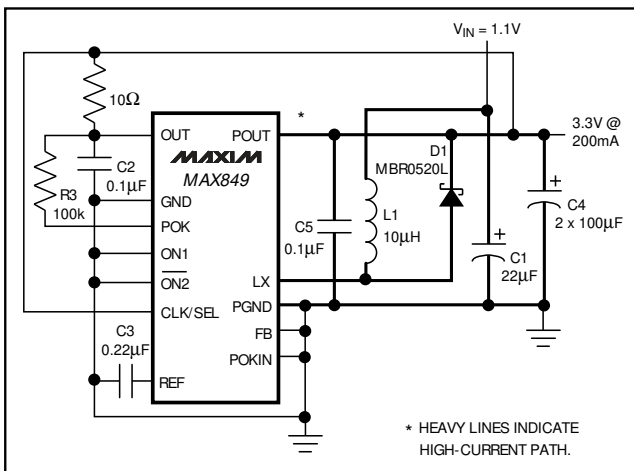 V_IN = 1.1V
10Ω
*
3.3V @
200mA
OUT
POUT
D1
MBR0520L
MAXIM
MAX849
C2
0.1µF
R3
100k
GND
POK
C5
0.1µF
L1
10µH
C4
2 x 100µF
ON1
ON2
LX
C1
22µF
CLK/SEL
PGND
C3
0.22µF
FB
POKIN
REF
* HEAVY LINES INDICATE
HIGH-CURRENT PATH.